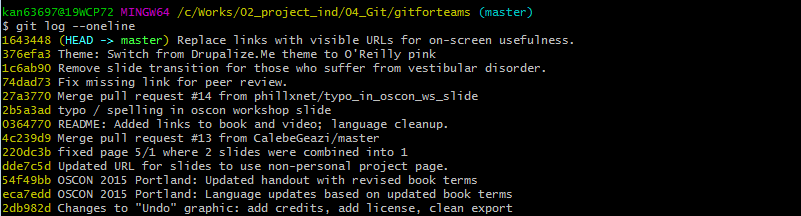 kan63697@19WCP72 MINGW64 /c/Works/02_project_ind/04_Git/gitforteams (master)
$ git log --oneline
1643448 (HEAD -> master) Replace links with visible URLs for on-screen usefulness.
376efa3 Theme: Switch from Drupalize.Me theme to O'Reilly pink
1c6ab90 Remove slide transition for those who suffer from vestibular disorder.
74dad73 Fix missing link for peer review.
27a3770 Merge pull request #14 from phillxnet/typo_in_oscon_ws_slide
2b5a3ad typo / spelling in oscon workshop slide
0364770 README: Added links to book and video; language cleanup.
4c239d9 Merge pull request #13 from CalebeGeazi/master
220dc3b fixed page 5/1 where 2 slides were combined into 1
dde7c5d Updated URL for slides to use non-personal project page.
54f49bb OSCON 2015 Portland: Updated handout with revised book terms
eca7edd OSCON 2015 Portland: Language updates based on updated book terms
2db982d Changes to "Undo" graphic: add credits, add license, clean export